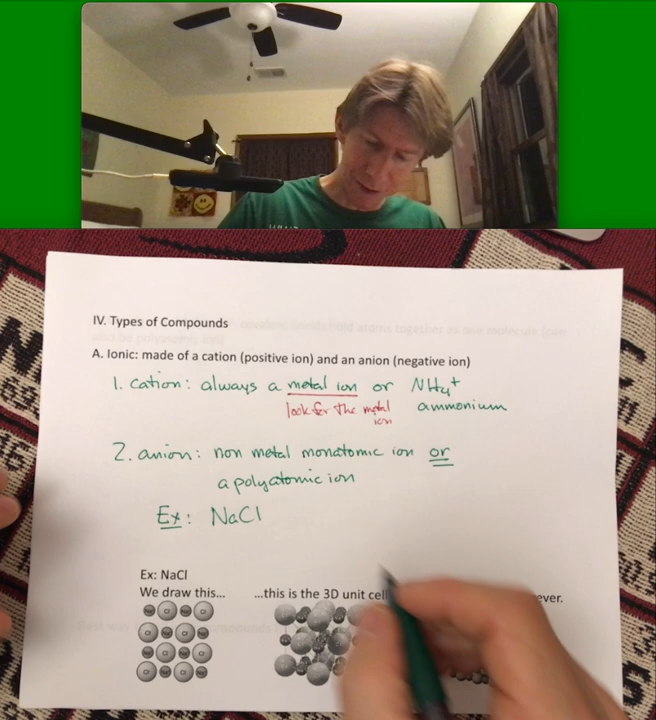 IV. Types of Compounds
A. Ionic: made of a cation (positive ion) and an anion (negative ion)
1. cation: always a metal ion or NH4+
look for the metal ion ammonium
2. anion: non metal monatomic ion or
a polyatomic ion
Ex: NaCl
Ex: NaCl
We draw this... ...this is the 3D unit cell ever.